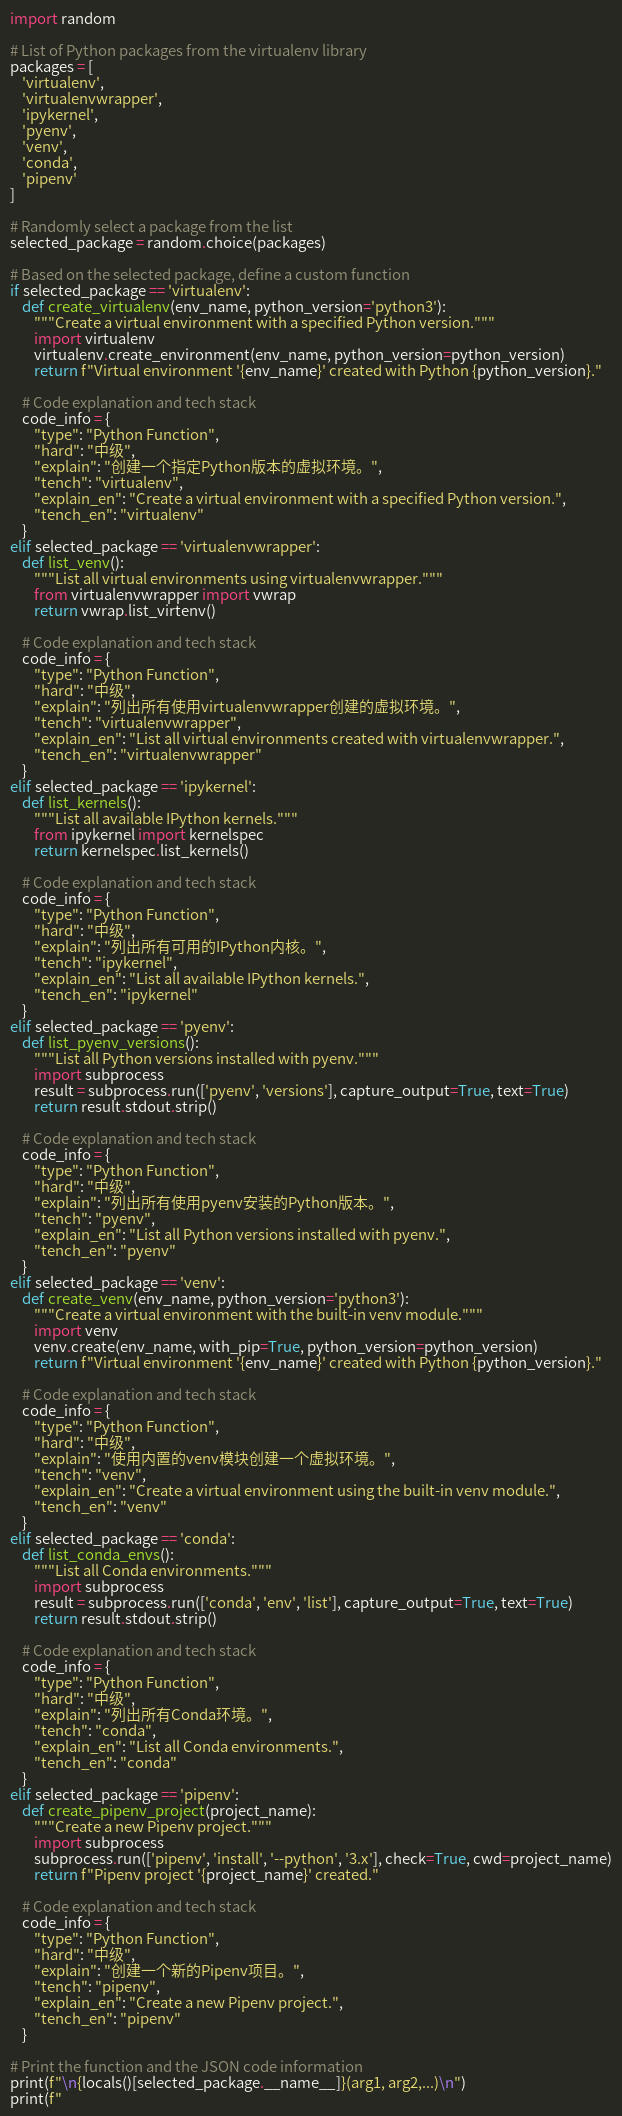 import random

# List of Python packages from the virtualenv library
packages = [
    'virtualenv',
    'virtualenvwrapper',
    'ipykernel',
    'pyenv',
    'venv',
    'conda',
    'pipenv'
]

# Randomly select a package from the list
selected_package = random.choice(packages)

# Based on the selected package, define a custom function
if selected_package == 'virtualenv':
    def create_virtualenv(env_name, python_version='python3'):
        """Create a virtual environment with a specified Python version."""
        import virtualenv
        virtualenv.create_environment(env_name, python_version=python_version)
        return f"Virtual environment '{env_name}' created with Python {python_version}."

    # Code explanation and tech stack
    code_info = {
        "type": "Python Function",
        "hard": "中级",
        "explain": "创建一个指定Python版本的虚拟环境。",
        "tench": "virtualenv",
        "explain_en": "Create a virtual environment with a specified Python version.",
        "tench_en": "virtualenv"
    }
elif selected_package == 'virtualenvwrapper':
    def list_venv():
        """List all virtual environments using virtualenvwrapper."""
        from virtualenvwrapper import vwrap
        return vwrap.list_virtenv()

    # Code explanation and tech stack
    code_info = {
        "type": "Python Function",
        "hard": "中级",
        "explain": "列出所有使用virtualenvwrapper创建的虚拟环境。",
        "tench": "virtualenvwrapper",
        "explain_en": "List all virtual environments created with virtualenvwrapper.",
        "tench_en": "virtualenvwrapper"
    }
elif selected_package == 'ipykernel':
    def list_kernels():
        """List all available IPython kernels."""
        from ipykernel import kernelspec
        return kernelspec.list_kernels()

    # Code explanation and tech stack
    code_info = {
        "type": "Python Function",
        "hard": "中级",
        "explain": "列出所有可用的IPython内核。",
        "tench": "ipykernel",
        "explain_en": "List all available IPython kernels.",
        "tench_en": "ipykernel"
    }
elif selected_package == 'pyenv':
    def list_pyenv_versions():
        """List all Python versions installed with pyenv."""
        import subprocess
        result = subprocess.run(['pyenv', 'versions'], capture_output=True, text=True)
        return result.stdout.strip()

    # Code explanation and tech stack
    code_info = {
        "type": "Python Function",
        "hard": "中级",
        "explain": "列出所有使用pyenv安装的Python版本。",
        "tench": "pyenv",
        "explain_en": "List all Python versions installed with pyenv.",
        "tench_en": "pyenv"
    }
elif selected_package == 'venv':
    def create_venv(env_name, python_version='python3'):
        """Create a virtual environment with the built-in venv module."""
        import venv
        venv.create(env_name, with_pip=True, python_version=python_version)
        return f"Virtual environment '{env_name}' created with Python {python_version}."

    # Code explanation and tech stack
    code_info = {
        "type": "Python Function",
        "hard": "中级",
        "explain": "使用内置的venv模块创建一个虚拟环境。",
        "tench": "venv",
        "explain_en": "Create a virtual environment using the built-in venv module.",
        "tench_en": "venv"
    }
elif selected_package == 'conda':
    def list_conda_envs():
        """List all Conda environments."""
        import subprocess
        result = subprocess.run(['conda', 'env', 'list'], capture_output=True, text=True)
        return result.stdout.strip()

    # Code explanation and tech stack
    code_info = {
        "type": "Python Function",
        "hard": "中级",
        "explain": "列出所有Conda环境。",
        "tench": "conda",
        "explain_en": "List all Conda environments.",
        "tench_en": "conda"
    }
elif selected_package == 'pipenv':
    def create_pipenv_project(project_name):
        """Create a new Pipenv project."""
        import subprocess
        subprocess.run(['pipenv', 'install', '--python', '3.x'], check=True, cwd=project_name)
        return f"Pipenv project '{project_name}' created."

    # Code explanation and tech stack
    code_info = {
        "type": "Python Function",
        "hard": "中级",
        "explain": "创建一个新的Pipenv项目。",
        "tench": "pipenv",
        "explain_en": "Create a new Pipenv project.",
        "tench_en": "pipenv"
    }

# Print the function and the JSON code information
print(f"\n{locals()[selected_package.__name__]}(arg1, arg2,...)\n")
print(f"